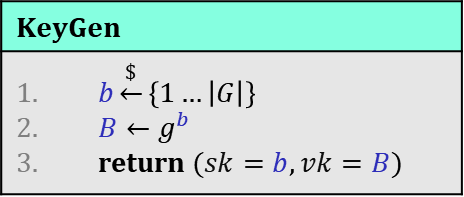 KeyGen
1. b ←$ {1 … |G|}
2. B ← g^b
3. return (sk = b, vk = B)